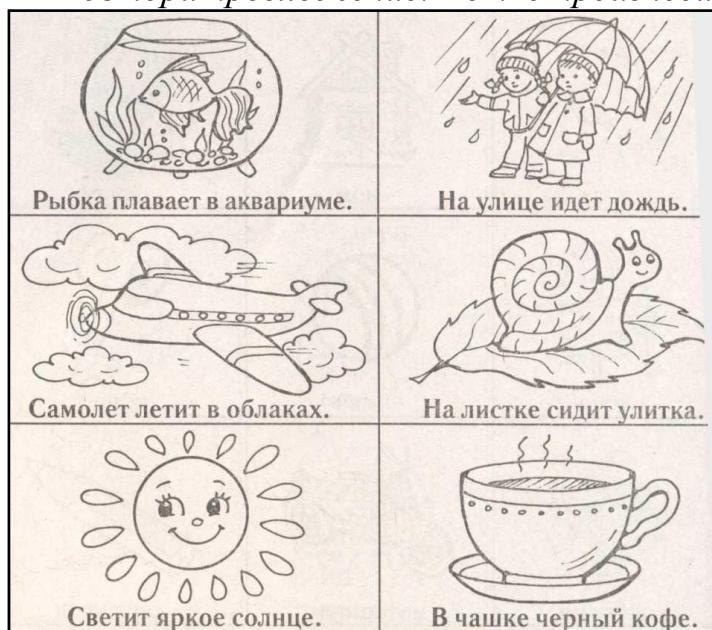 Рыбка плавает в аквариуме.
На улице идет дождь.
Самолет летит в облаках.
На листке сидит улитка.
Светит яркое солнце.
В чашке черный кофе.